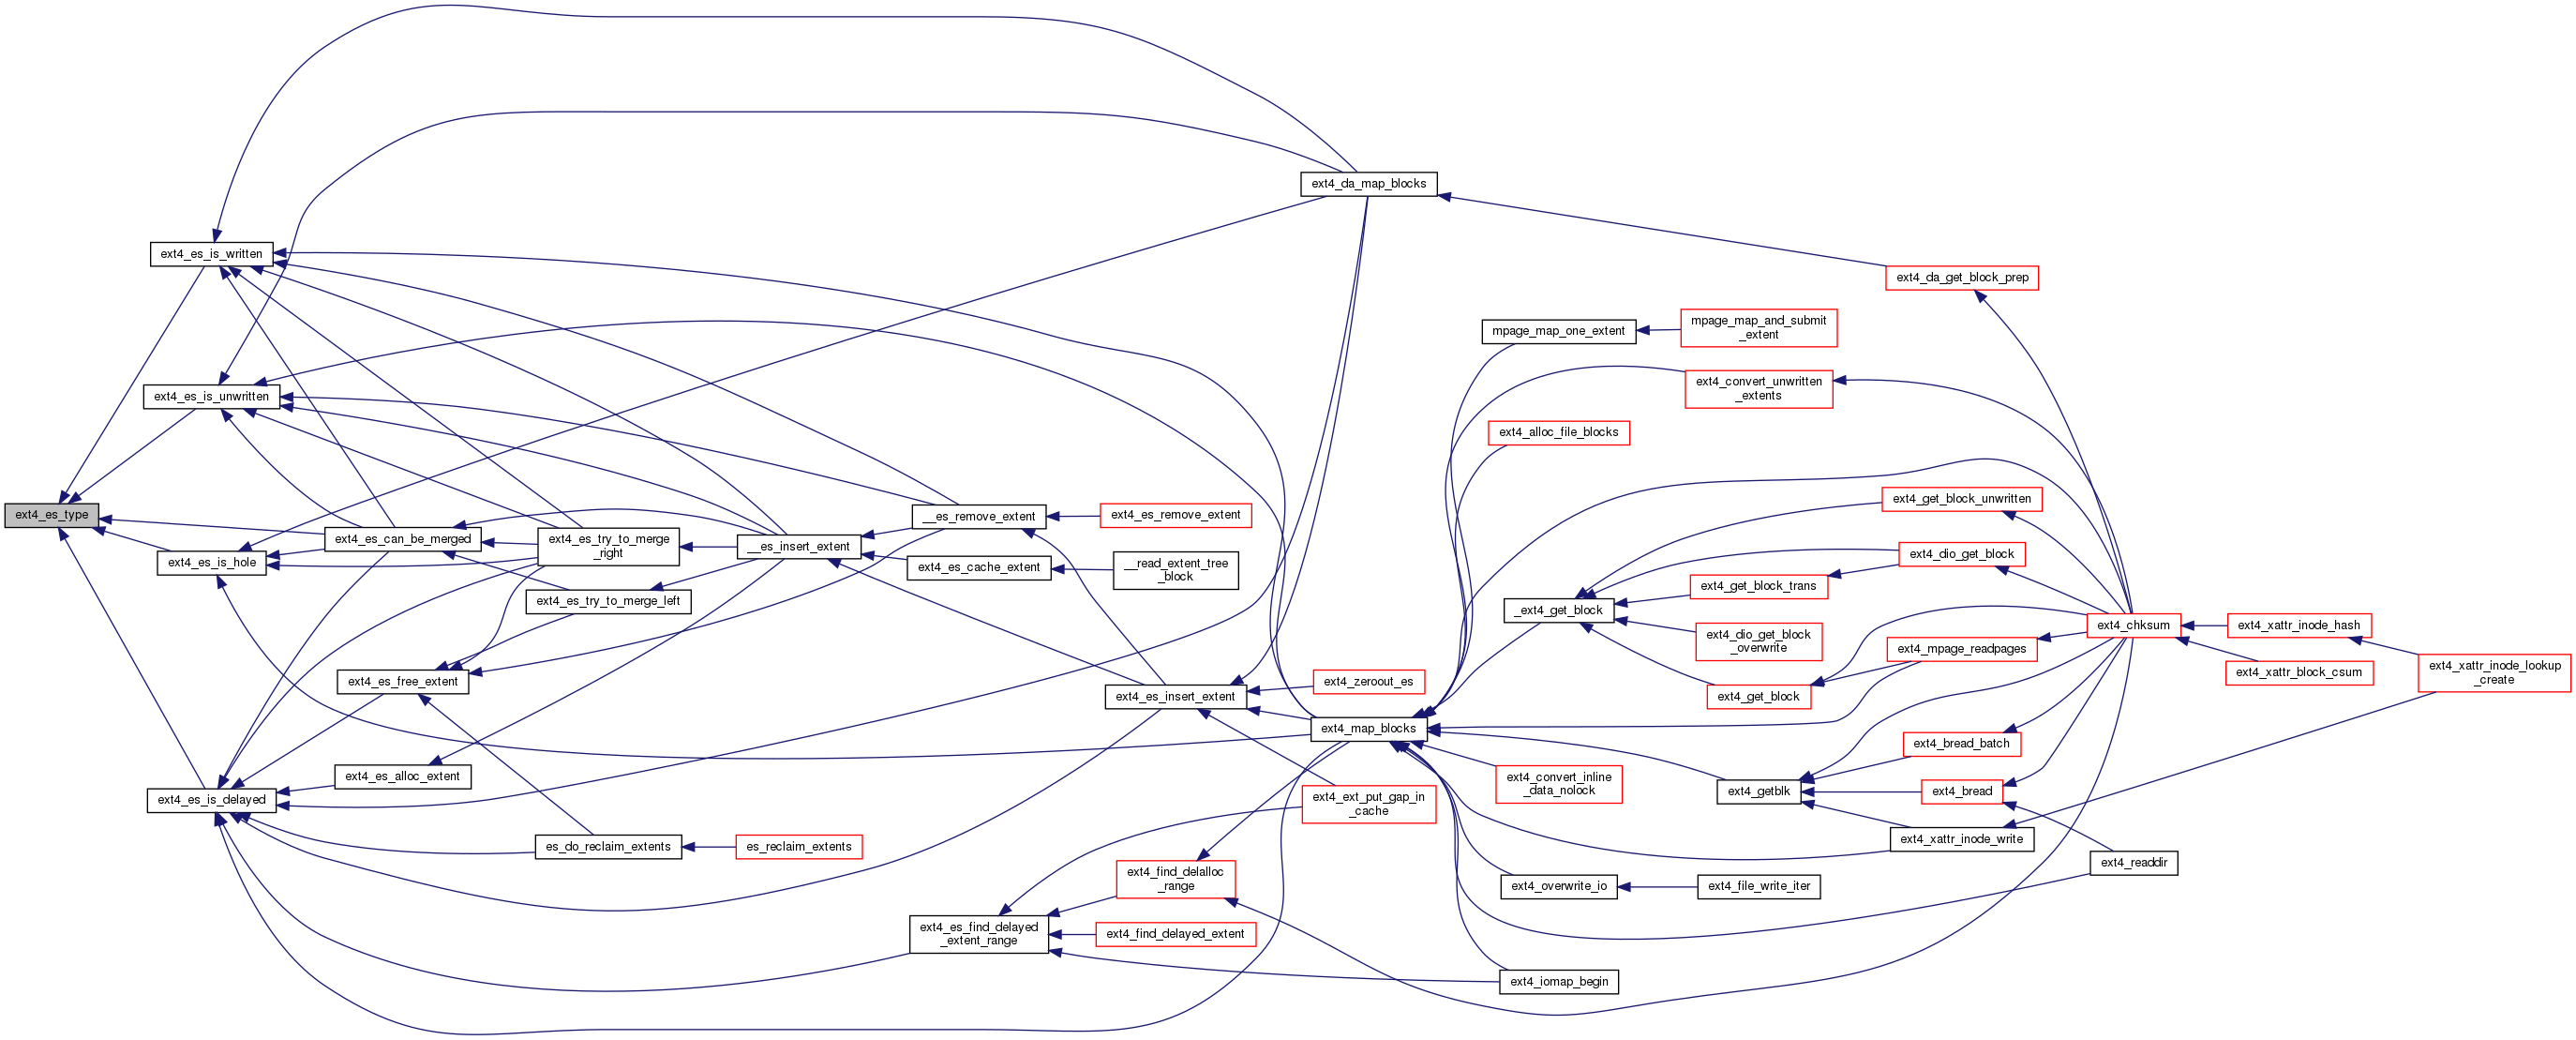 ext4_es_type
ext4_es_is_written
ext4_es_is_unwritten
ext4_es_is_hole
ext4_es_is_delayed
ext4_es_can_be_merged
ext4_es_free_extent
ext4_es_alloc_extent
ext4_es_try_to_merge
_right
ext4_es_try_to_merge_left
es_do_reclaim_extents
__es_insert_extent
es_reclaim_extents
__es_remove_extent
ext4_es_cache_extent
ext4_es_find_delayed
_extent_range
ext4_es_remove_extent
__read_extent_tree
_block
ext4_es_insert_extent
ext4_find_delalloc
_range
ext4_find_delayed_extent
ext4_da_map_blocks
ext4_zeroout_es
ext4_map_blocks
ext4_ext_put_gap_in
_cache
mpage_map_one_extent
ext4_alloc_file_blocks
_ext4_get_block
ext4_convert_inline
_data_nolock
ext4_overwrite_io
ext4_iomap_begin
mpage_map_and_submit
_extent
ext4_convert_unwritten
_extents
ext4_get_block_trans
ext4_dio_get_block
_overwrite
ext4_get_block
ext4_getblk
ext4_file_write_iter
ext4_da_get_block_prep
ext4_get_block_unwritten
ext4_dio_get_block
ext4_mpage_readpages
ext4_bread_batch
ext4_bread
ext4_xattr_inode_write
ext4_chksum
ext4_readdir
ext4_xattr_inode_hash
ext4_xattr_block_csum
ext4_xattr_inode_lookup
_create